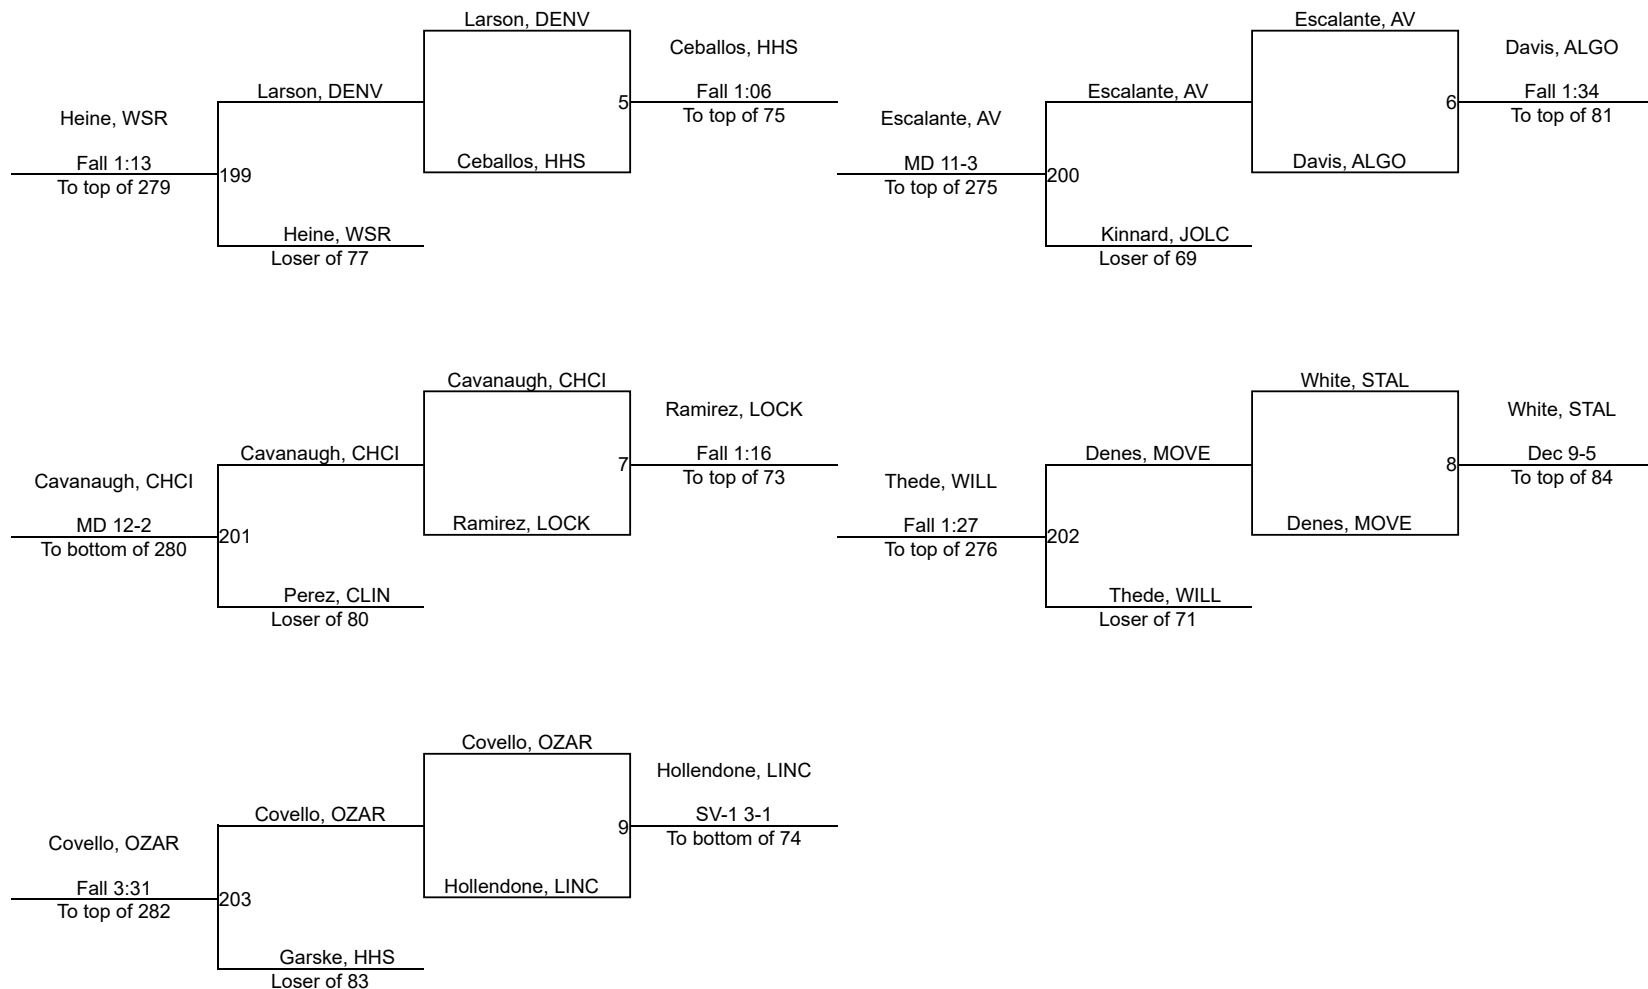 Larson, DENV
Ceballos, HHS
Larson, DENV
5
Fall 1:06
To top of 75
Heine, WSR
Fall 1:13
To top of 279
199
Ceballos, HHS
Heine, WSR
Loser of 77
Escalante, AV
Davis, ALGO
Escalante, AV
6
Fall 1:34
To top of 81
Escalante, AV
MD 11-3
To top of 275
200
Davis, ALGO
Kinnard, JOLC
Loser of 69
Cavanaugh, CHCI
Ramirez, LOCK
Cavanaugh, CHCI
7
Fall 1:16
To top of 73
Cavanaugh, CHCI
MD 12-2
To bottom of 280
201
Ramirez, LOCK
Perez, CLIN
Loser of 80
White, STAL
White, STAL
Denes, MOVE
8
Dec 9-5
To top of 84
Thede, WILL
Fall 1:27
To top of 276
202
Denes, MOVE
Thede, WILL
Loser of 71
Covello, OZAR
Hollendone, LINC
Covello, OZAR
9
SV-1 3-1
To bottom of 74
Covello, OZAR
Fall 3:31
To top of 282
203
Hollendone, LINC
Garske, HHS
Loser of 83